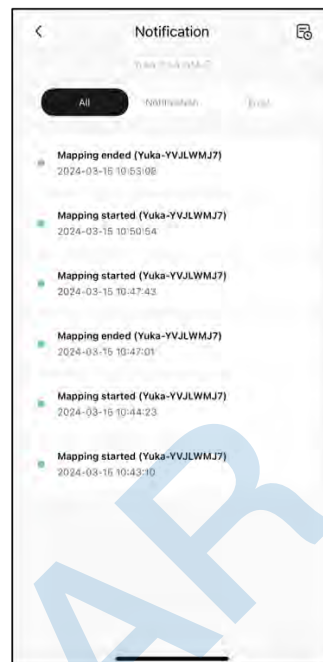 Notification
All
Notification
Error
Mapping ended (Yuka-YVJLWMJ7)
2024-03-15 10:53:08
Mapping started (Yuka-YVJLWMJ7)
2024-03-15 10:50:54
Mapping started (Yuka-YVJLWMJ7)
2024-03-15 10:47:43
Mapping ended (Yuka-YVJLWMJ7)
2024-03-15 10:47:01
Mapping started (Yuka-YVJLWMJ7)
2024-03-15 10:44:23
Mapping started (Yuka-YVJLWMJ7)
2024-03-15 10:43:10